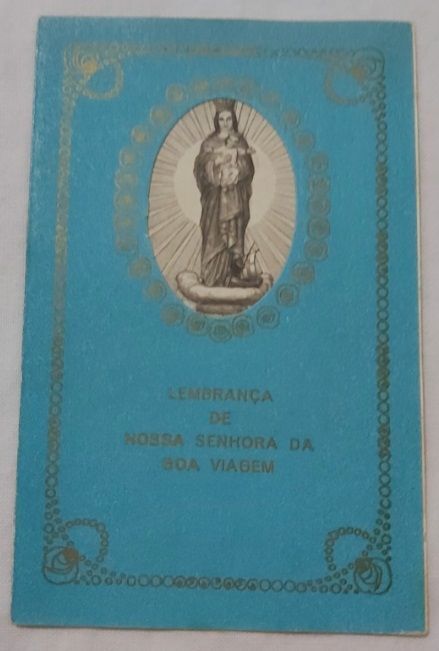 LEMBRANÇA
DE
NOSSA SENHORA DA
BOA VIAGEM